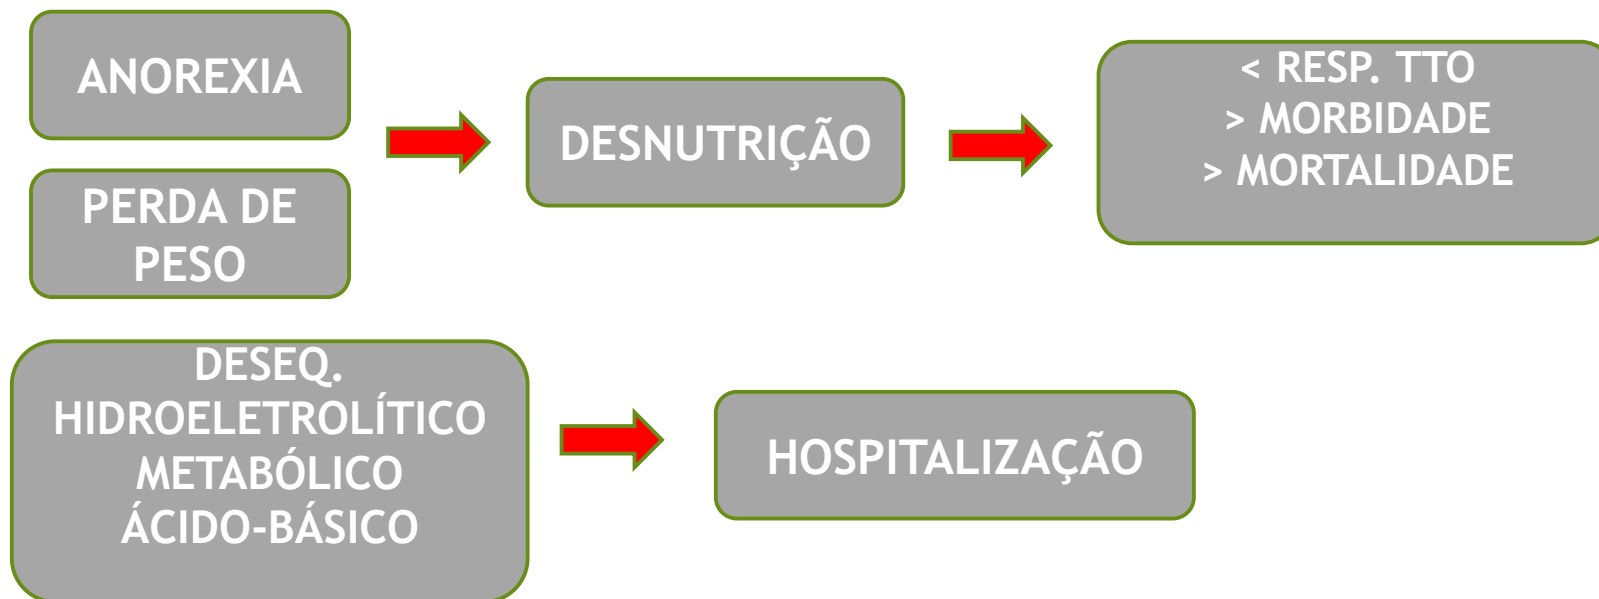 ANOREXIA
PERDA DE
PESO
DESNUTRIÇÃO
< RESP. TTO
> MORBIDADE
> MORTALIDADE
DESEQ.
HIDROELETROLÍTICO
METABÓLICO
ÁCIDO-BÁSICO
HOSPITALIZAÇÃO